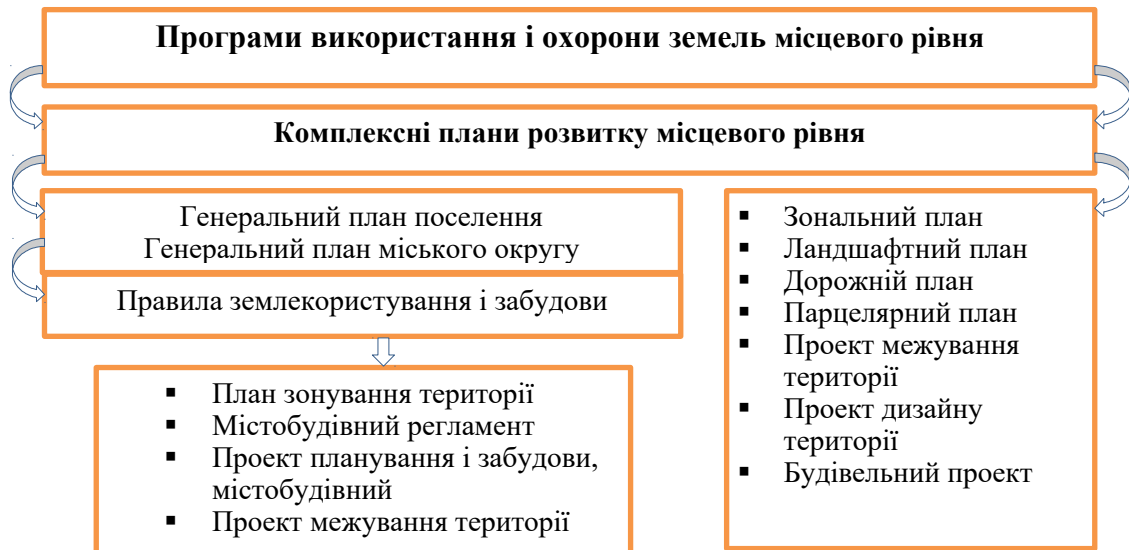 Програми використання і охорони земель місцевого рівня
Комплексні плани розвитку місцевого рівня
Генеральний план поселення
Генеральний план міського округу
Правила землекористування і забудови
▪ План зонування території
▪ Містобудівний регламент
▪ Проект планування і забудови,
містобудівний
▪ Проект межування території
▪ Зональний план
▪ Ландшафтний план
▪ Дорожній план
▪ Парцелярний план
▪ Проект межування
території
▪ Проект дизайну
території
▪ Будівельний проект